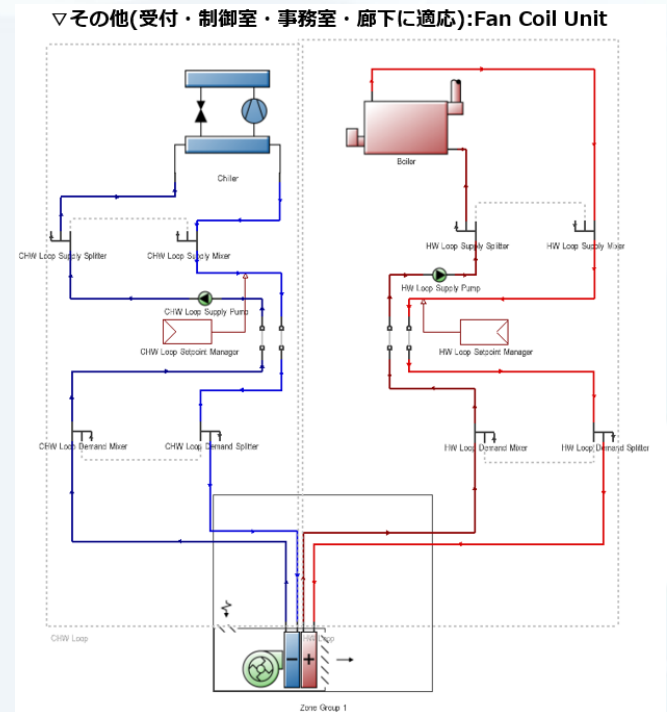 ▽その他(受付・制御室・事務室・廊下に適応):Fan Coil Unit
Chiller
Boiler
CHW Loop Supply Splitter
CHW Loop Supply Mixer
HW Loop Supply Splitter
HW Loop Supply Mixer
CHW Loop Supply Pump
HW Loop Supply Pump
CHW Loop Setpoint Manager
HW Loop Setpoint Manager
CHW Loop Demand Mixer
CHW Loop Demand Splitter
HW Loop Demand Mixer
HW Loop Demand Splitter
CHW Loop
HW Loop
Zone Group 1